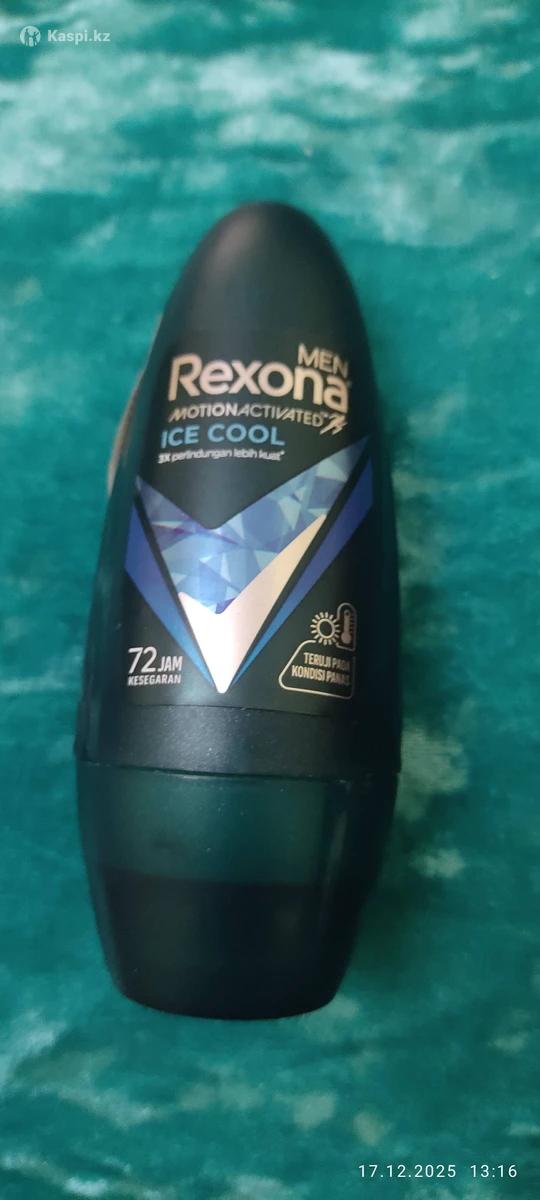 Kaspi.kz
MEN
Rexona
MOTIONACTIVATED™
ICE COOL
3X perlindungan lebih kuat*
72 JAM
KESEGARAN
TERUJI PADA
KONDISI PANAS
17.12.2025 13:16